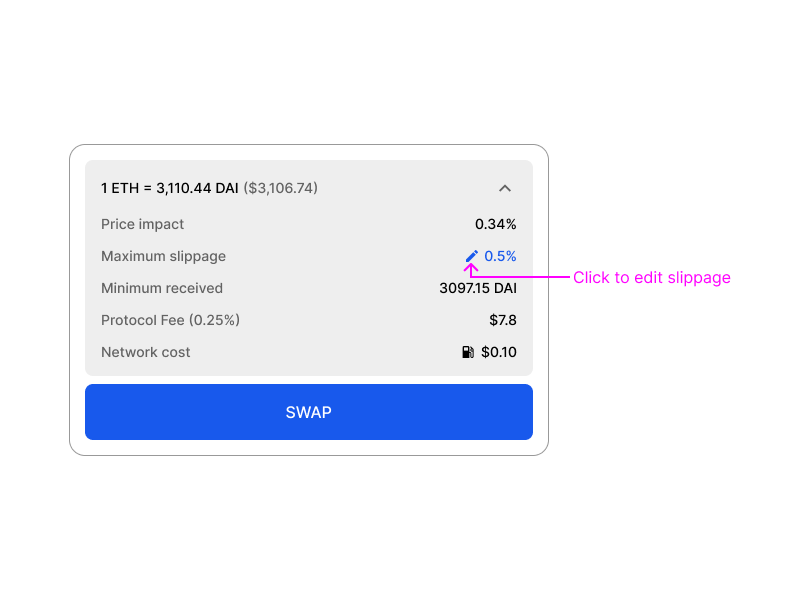 1 ETH = 3,110.44 DAI ($3,106.74)
Price impact 0.34%
Maximum slippage 0.5%
Click to edit slippage
Minimum received 3097.15 DAI
Protocol Fee (0.25%) $7.8
Network cost $0.10
SWAP